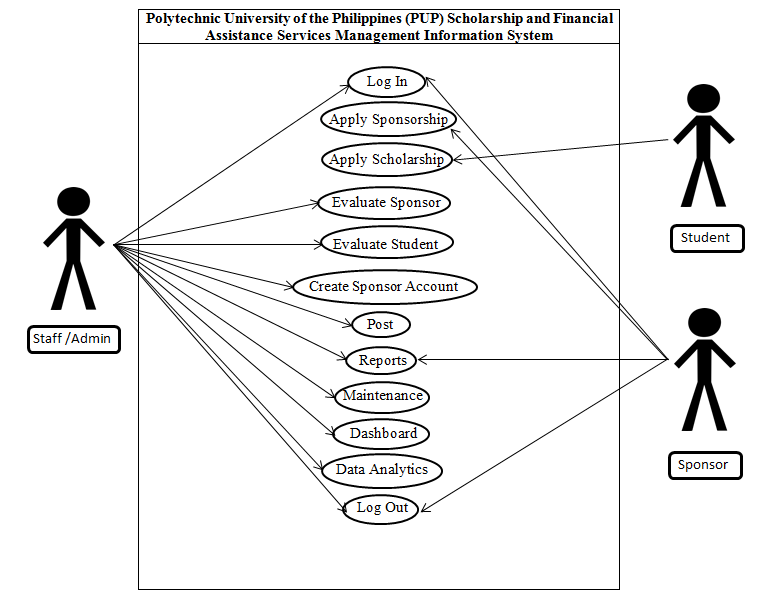 Polytechnic University of the Philippines (PUP) Scholarship and Financial
Assistance Services Management Information System
Log In
Apply Sponsorship
Apply Scholarship
Evaluate Sponsor
Evaluate Student
Create Sponsor Account
Post
Reports
Maintenance
Dashboard
Data Analytics
Log Out
Staff /Admin
Student
Sponsor